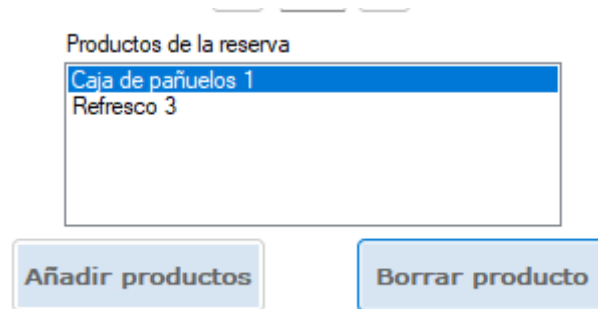 Productos de la reserva
Caja de pañuelos 1
Refresco 3
Añadir productos
Borrar producto